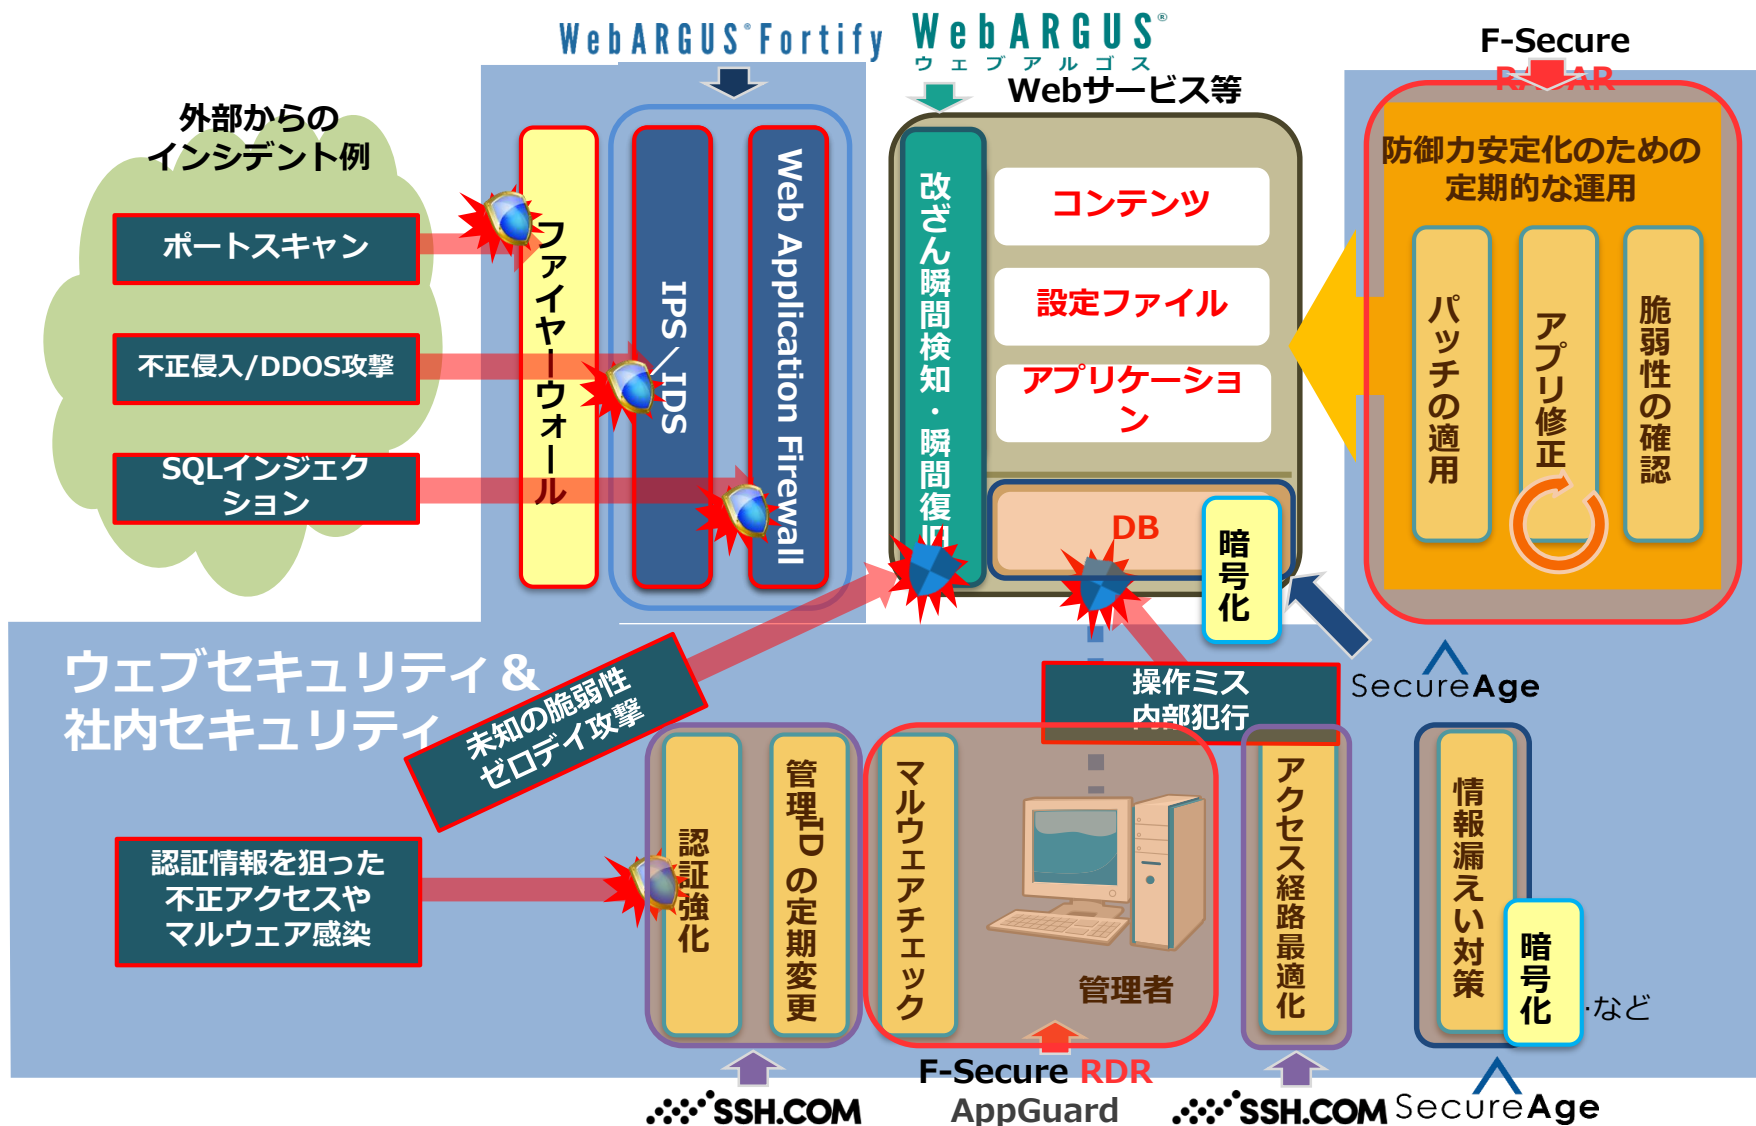 WebARGUS® Fortify
WebARGUS®
ウェブアルゴス
F-Secure
RADAR
Webサービス等
外部からの
インシデント例
ポートスキャン
不正侵入/DDOS攻撃
SQLインジェク
ション
ファイヤーウォール
IPS／IDS
Web Application Firewall
改ざん瞬間検知・瞬間復旧
コンテンツ
設定ファイル
アプリケーショ
ン
DB
暗号化
防御力安定化のための
定期的な運用
パッチの適用
アプリ修正
脆弱性の確認
SecureAge
ウェブセキュリティ＆
社内セキュリティ
未知の脆弱性
ゼロデイ攻撃
操作ミス
内部犯行
認証情報を狙った
不正アクセスや
マルウェア感染
認証強化
管理IDの定期変更
マルウェアチェック
管理者
アクセス経路最適化
情報漏えい対策
暗号化
・など
SSH.COM
F-Secure RDR
AppGuard
SSH.COM
SecureAge